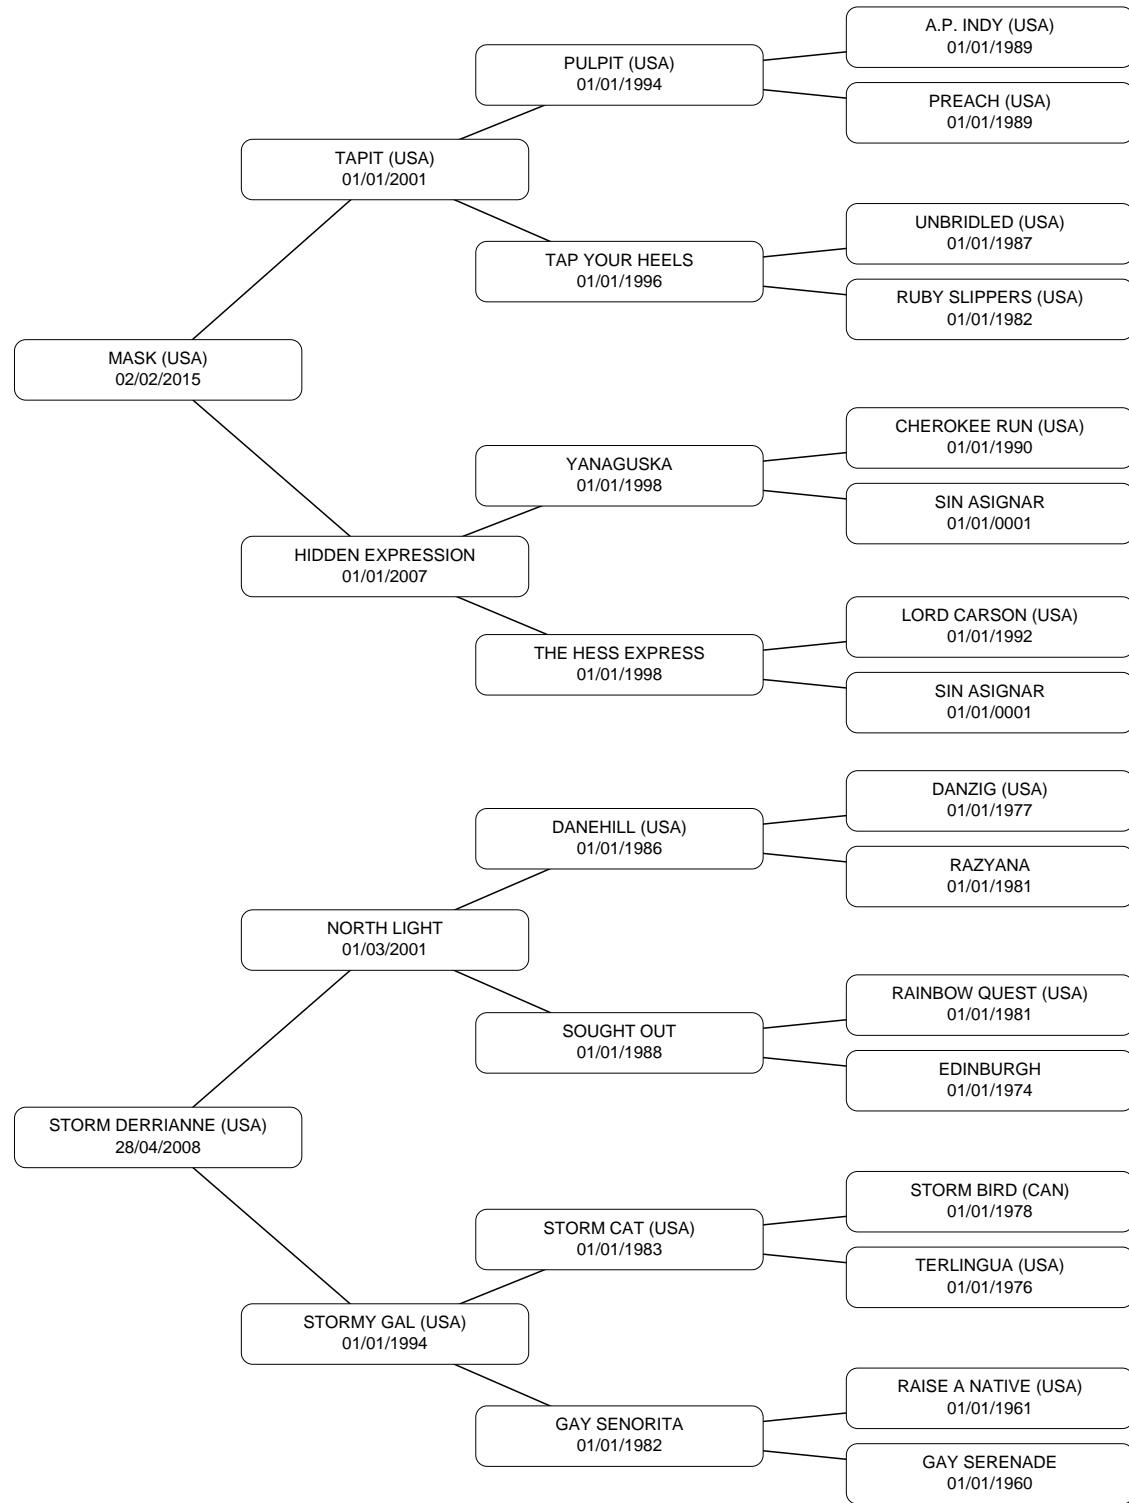 A.P. INDY (USA)
01/01/1989
PULPIT (USA)
01/01/1994
PREACH (USA)
01/01/1989
TAPIT (USA)
01/01/2001
UNBRIDLED (USA)
01/01/1987
TAP YOUR HEELS
01/01/1996
RUBY SLIPPERS (USA)
01/01/1982
MASK (USA)
02/02/2015
CHEROKEE RUN (USA)
01/01/1990
YANAGUSKA
01/01/1998
SIN ASIGNAR
01/01/0001
HIDDEN EXPRESSION
01/01/2007
LORD CARSON (USA)
01/01/1992
THE HESS EXPRESS
01/01/1998
SIN ASIGNAR
01/01/0001
DANZIG (USA)
01/01/1977
DANEHILL (USA)
01/01/1986
RAZYANA
01/01/1981
NORTH LIGHT
01/03/2001
RAINBOW QUEST (USA)
01/01/1981
SOUGHT OUT
01/01/1988
EDINBURGH
01/01/1974
STORM DERRIANNE (USA)
28/04/2008
STORM BIRD (CAN)
01/01/1978
STORM CAT (USA)
01/01/1983
TERLINGUA (USA)
01/01/1976
STORMY GAL (USA)
01/01/1994
RAISE A NATIVE (USA)
01/01/1961
GAY SENORITA
01/01/1982
GAY SERENADE
01/01/1960